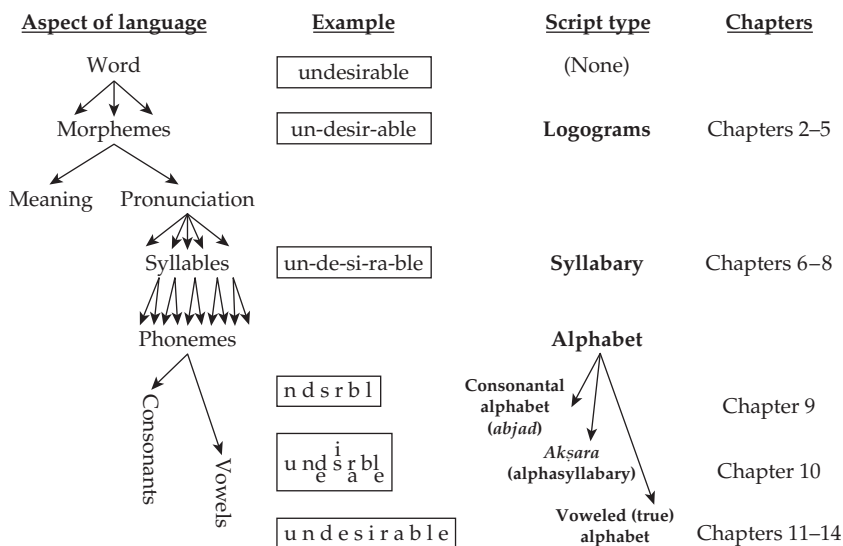 Aspect of language Example Script type Chapters
Word undesirable (None)
Morphemes un-desir-able Logograms Chapters 2–5
Meaning Pronunciation
Syllables un-de-si-ra-ble Syllabary Chapters 6–8
Phonemes Alphabet
Consonants
Vowels
n d s r b l
Consonantal
alphabet
(abjad)
Chapter 9
i
u n d s r b l
e a e
Akṣara
(alphasyllabary)
Chapter 10
u n d e s i r a b l e
Voweled (true)
alphabet
Chapters 11–14